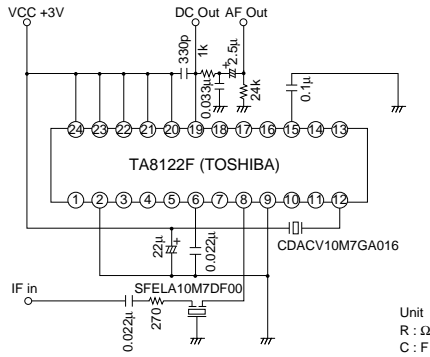 VCC +3V
DC Out
AF Out
330p
1k
2.5μ
+
0.033μ
24k
0.1μ
24 23 22 21 20 19 18 17 16 15 14 13
TA8122F (TOSHIBA)
1 2 3 4 5 6 7 8 9 10 11 12
22μ
+
0.022μ
CDACV10M7GA016
IF in
SFELA10M7DF00
0.022μ
270
Unit
R : Ω
C : F